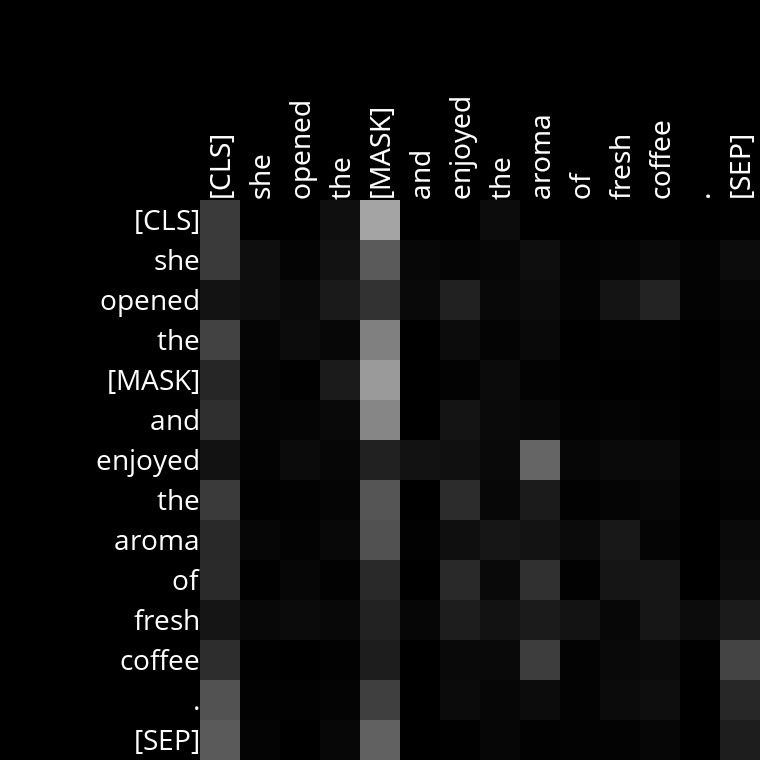 [CLS] she opened the [MASK] and enjoyed the aroma of fresh coffee . [SEP]
[CLS]
she
opened
the
[MASK]
and
enjoyed
the
aroma
of
fresh
coffee
.
[SEP]